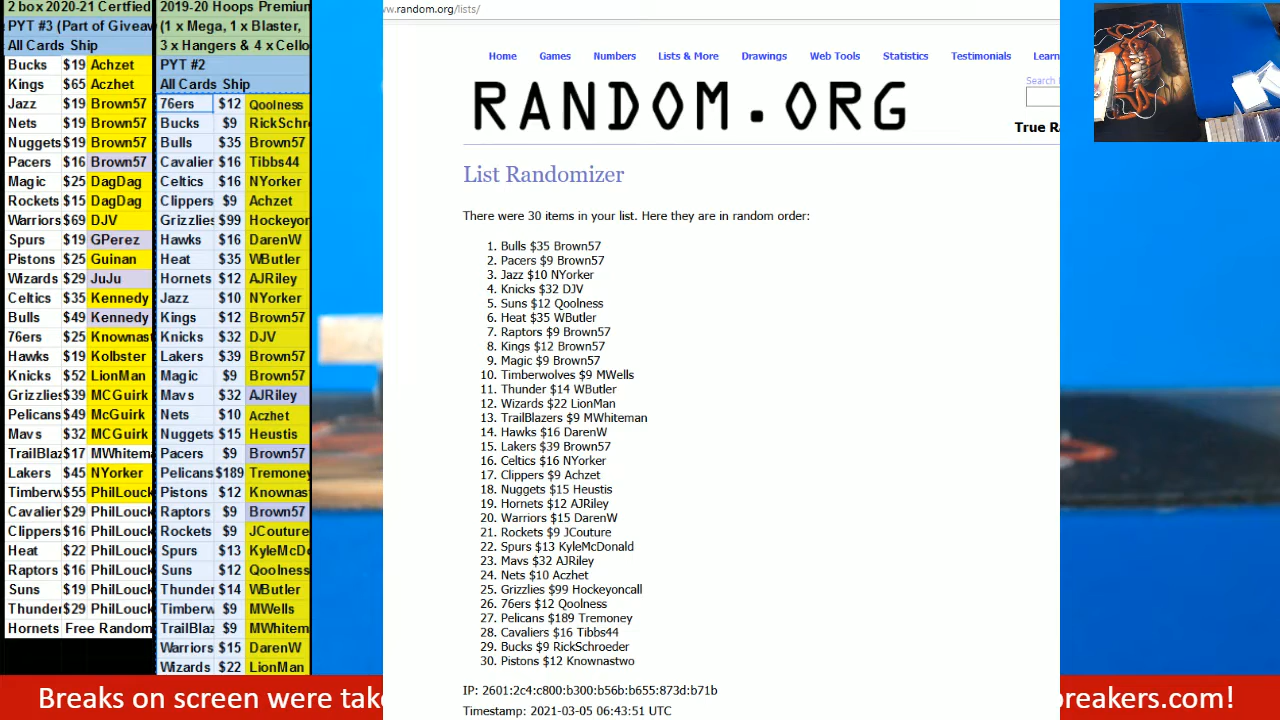 2 box 2020-21 Certfied
PYT #3 (Part of Giveav
All Cards Ship
Bucks $19 Achzet
Kings $65 Aczhet
Jazz $19 Brown57
Nets $19 Brown57
Nuggets $19 Brown57
Pacers $16 Brown57
Magic $25 DagDag
Rockets $15 DagDag
Warriors $69 DJV
Spurs $19 GPerez
Pistons $25 Guinan
Wizards $29 JuJu
Celtics $35 Kennedy
Bulls $49 Kennedy
76ers $25 Knownast
Hawks $19 Kolbster
Knicks $52 LionMan
Grizzlies $39 MCGuirk
Pelicans $49 McGuirk
Mavs $32 MCGuirk
TrailBlaz $17 MWhitema
Lakers $45 NYorker
Timberw $55 PhilLouck
Cavalier $29 PhilLouck
Clippers $16 PhilLouck
Heat $22 PhilLouck
Raptors $16 PhilLouck
Suns $19 PhilLouck
Thunder $29 PhilLouck
Hornets Free Random
2019-20 Hoops Premium
(1 x Mega, 1 x Blaster,
3 x Hangers & 4 x Cello
PYT #2
All Cards Ship
76ers $12 Qoolness
Bucks $9 RickSchro
Bulls $35 Brown57
Cavalier $16 Tibbs44
Celtics $16 NYorker
Clippers $9 Achzet
Grizzlies $99 Hockeyon
Hawks $16 DarenW
Heat $35 WButler
Hornets $12 AJRiley
Jazz $10 NYorker
Kings $12 Brown57
Knicks $32 DJV
Lakers $39 Brown57
Magic $9 Brown57
Mavs $32 AJRiley
Nets $10 Aczhet
Nuggets $15 Heustis
Pacers $9 Brown57
Pelicans $189 Tremoney
Pistons $12 Knownast
Raptors $9 Brown57
Rockets $9 JCouture
Spurs $13 KyleMcDo
Suns $12 Qoolness
Thunder $14 WButler
Timberw $9 MWells
TrailBlaz $9 MWhitem
Warriors $15 DarenW
Wizards $22 LionMan
w.random.org/lists/
Home Games Numbers Lists & More Drawings Web Tools Statistics Testimonials Learn
RANDOM.ORG
Search
True Ra
List Randomizer
There were 30 items in your list. Here they are in random order:
1. Bulls $35 Brown57
2. Pacers $9 Brown57
3. Jazz $10 NYorker
4. Knicks $32 DJV
5. Suns $12 Qoolness
6. Heat $35 WButler
7. Raptors $9 Brown57
8. Kings $12 Brown57
9. Magic $9 Brown57
10. Timberwolves $9 MWells
11. Thunder $14 WButler
12. Wizards $22 LionMan
13. TrailBlazers $9 MWhiteman
14. Hawks $16 DarenW
15. Lakers $39 Brown57
16. Celtics $16 NYorker
17. Clippers $9 Achzet
18. Nuggets $15 Heustis
19. Hornets $12 AJRiley
20. Warriors $15 DarenW
21. Rockets $9 JCouture
22. Spurs $13 KyleMcDonald
23. Mavs $32 AJRiley
24. Nets $10 Aczhet
25. Grizzlies $99 Hockeyoncall
26. 76ers $12 Qoolness
27. Pelicans $189 Tremoney
28. Cavaliers $16 Tibbs44
29. Bucks $9 RickSchroeder
30. Pistons $12 Knownastwo
IP: 2601:2c4:c800:b300:b56b:b655:873d:b71b
Timestamp: 2021-03-05 06:43:51 UTC
Breaks on screen were take breakers.com!